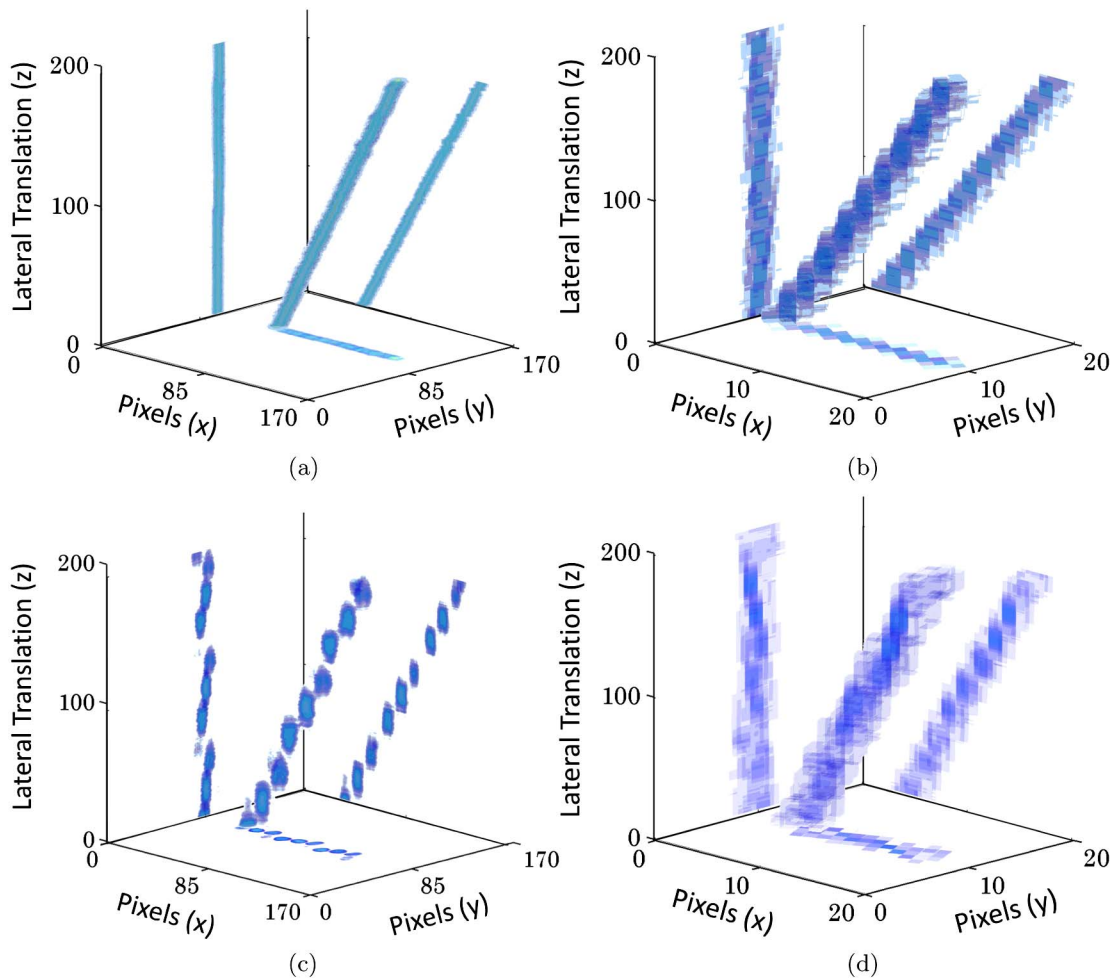 200
100
0
0
85
170
0
85
170
Lateral Translation (z)
Pixels (x)
Pixels (y)
(a)
200
100
0
0
10
20
0
10
20
Lateral Translation (z)
Pixels (x)
Pixels (y)
(b)
200
100
0
0
85
170
0
85
170
Lateral Translation (z)
Pixels (x)
Pixels (y)
(c)
200
100
0
0
10
20
0
10
20
Lateral Translation (z)
Pixels (x)
Pixels (y)
(d)